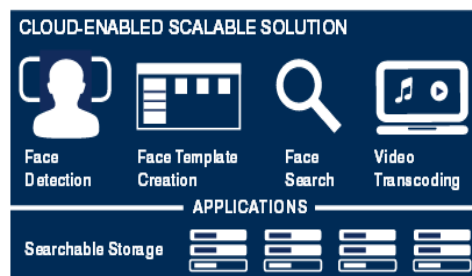 CLOUD-ENABLED SCALABLE SOLUTION
Face Detection
Face Template Creation
Face Search
Video Transcoding
APPLICATIONS
Searchable Storage